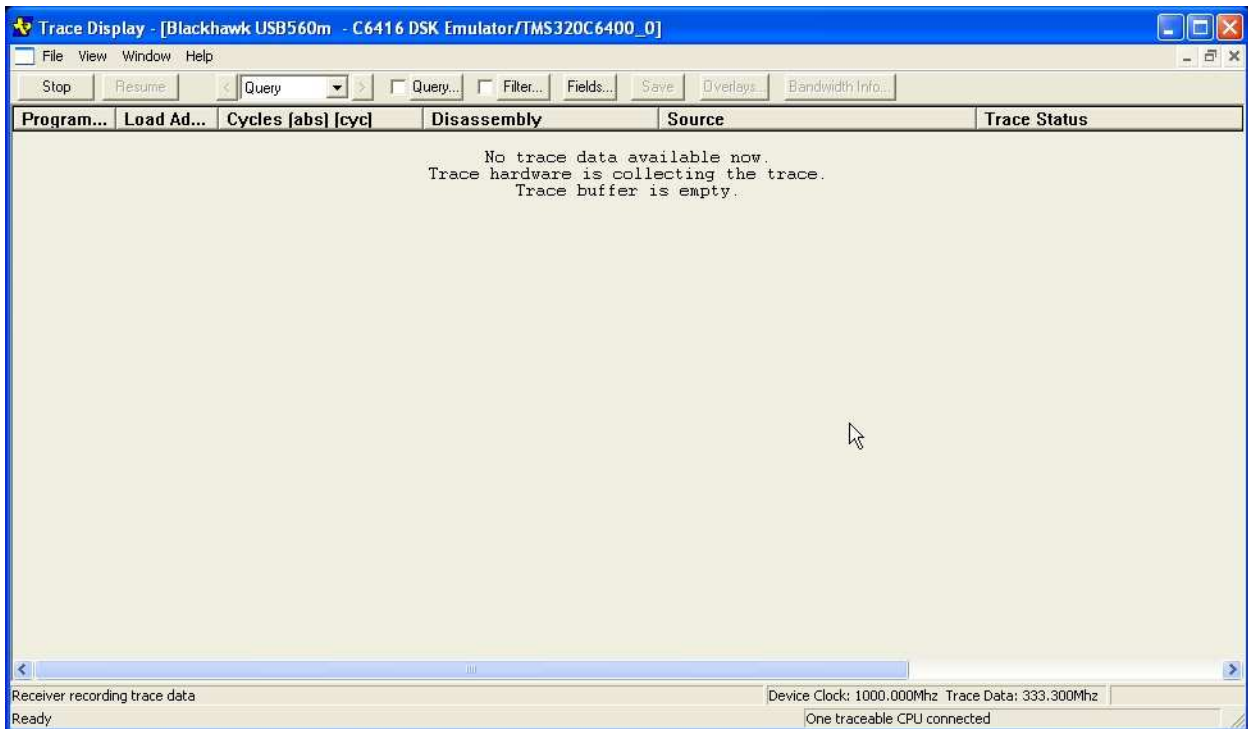 Trace Display - [Blackhawk USB560m - C6416 DSK Emulator/TMS320C6400_0]
File View Window Help
Stop Resume < Query > Query... Filter... Fields... Save Overlays... Bandwidth Info...
Program... Load Ad... Cycles [abs] [cyc] Disassembly Source Trace Status
No trace data available now.
Trace hardware is collecting the trace.
Trace buffer is empty.
Receiver recording trace data Device Clock: 1000.000Mhz Trace Data: 333.300Mhz
Ready One traceable CPU connected